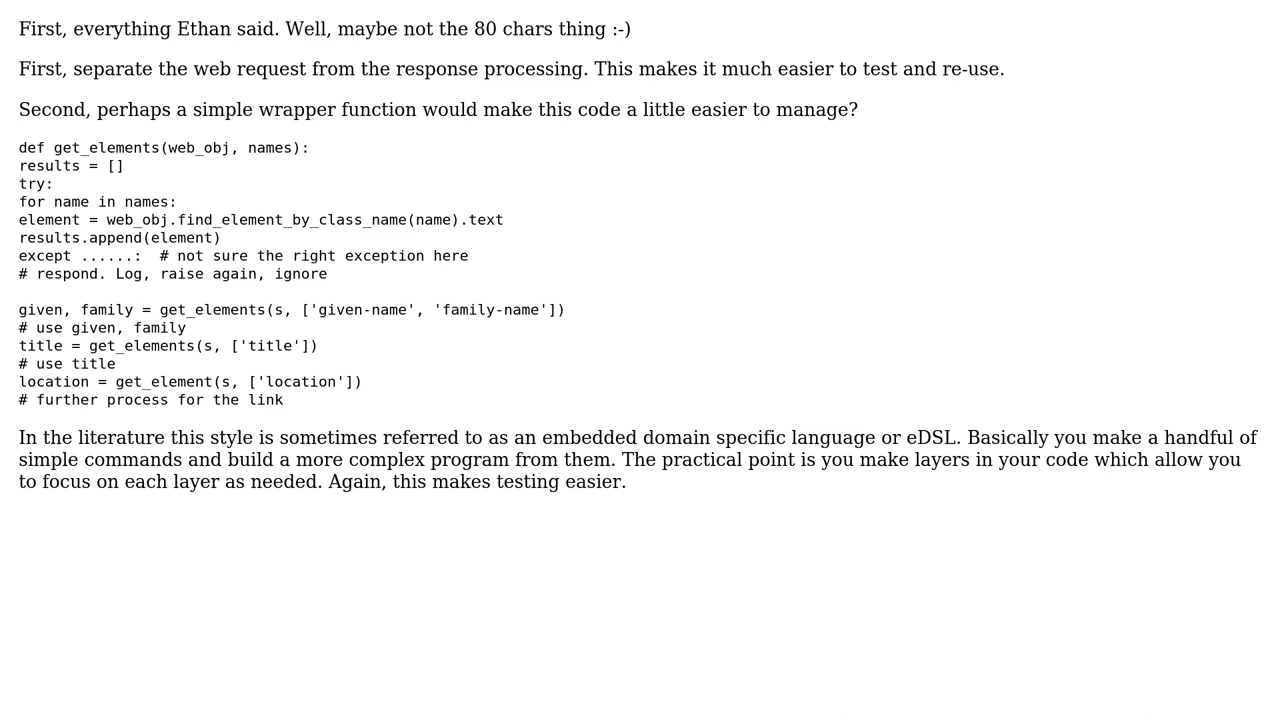 First, everything Ethan said. Well, maybe not the 80 chars thing :-)
First, separate the web request from the response processing. This makes it much easier to test and re-use.
Second, perhaps a simple wrapper function would make this code a little easier to manage?
def get_elements(web_obj, names):
results = []
try:
for name in names:
element = web_obj.find_element_by_class_name(name).text
results.append(element)
except ......:  # not sure the right exception here
# respond. Log, raise again, ignore
given, family = get_elements(s, ['given-name', 'family-name'])
# use given, family
title = get_elements(s, ['title'])
# use title
location = get_element(s, ['location'])
# further process for the link
In the literature this style is sometimes referred to as an embedded domain specific language or eDSL. Basically you make a handful of
simple commands and build a more complex program from them. The practical point is you make layers in your code which allow you
to focus on each layer as needed. Again, this makes testing easier.